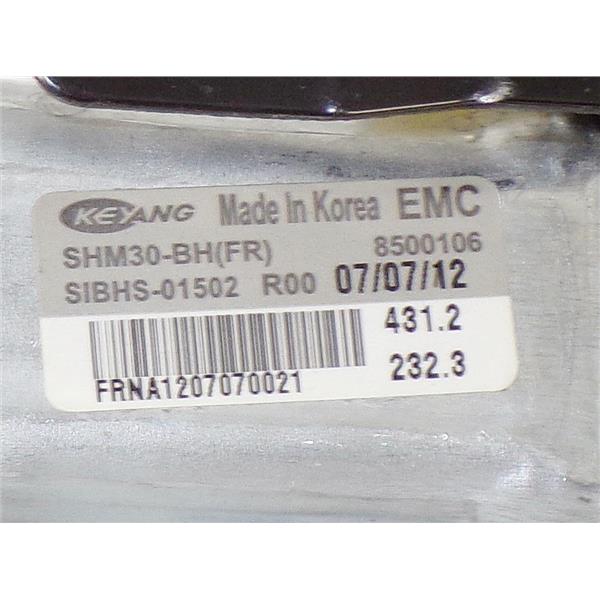 KEYANG Made In Korea EMC
SHM30-BH(FR) 8500106
SIBHS-01502 R00 07/07/12
431.2
FRNA1207070021 232.3